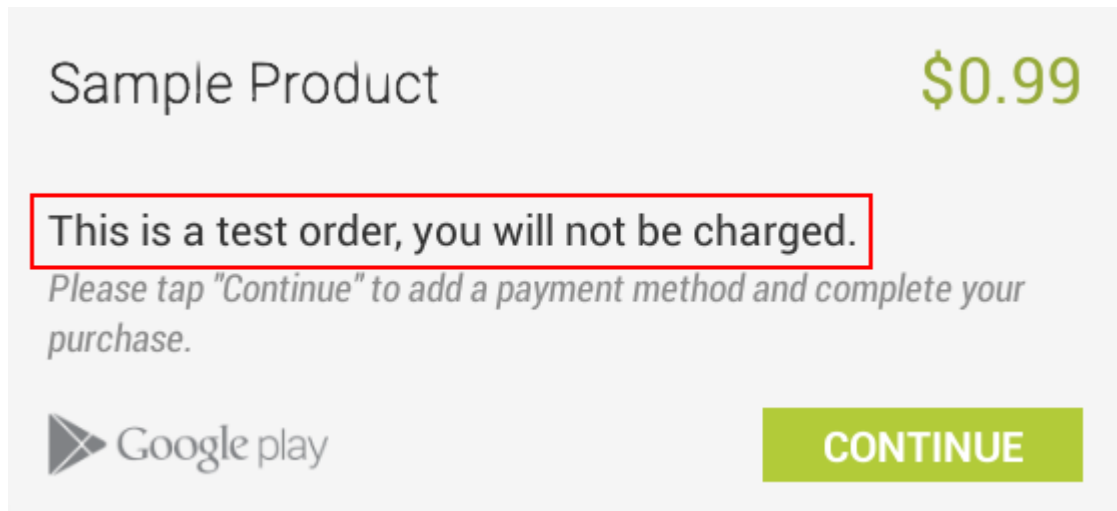 Sample Product $0.99
This is a test order, you will not be charged.
Please tap "Continue" to add a payment method and complete your
purchase.
Google play
CONTINUE